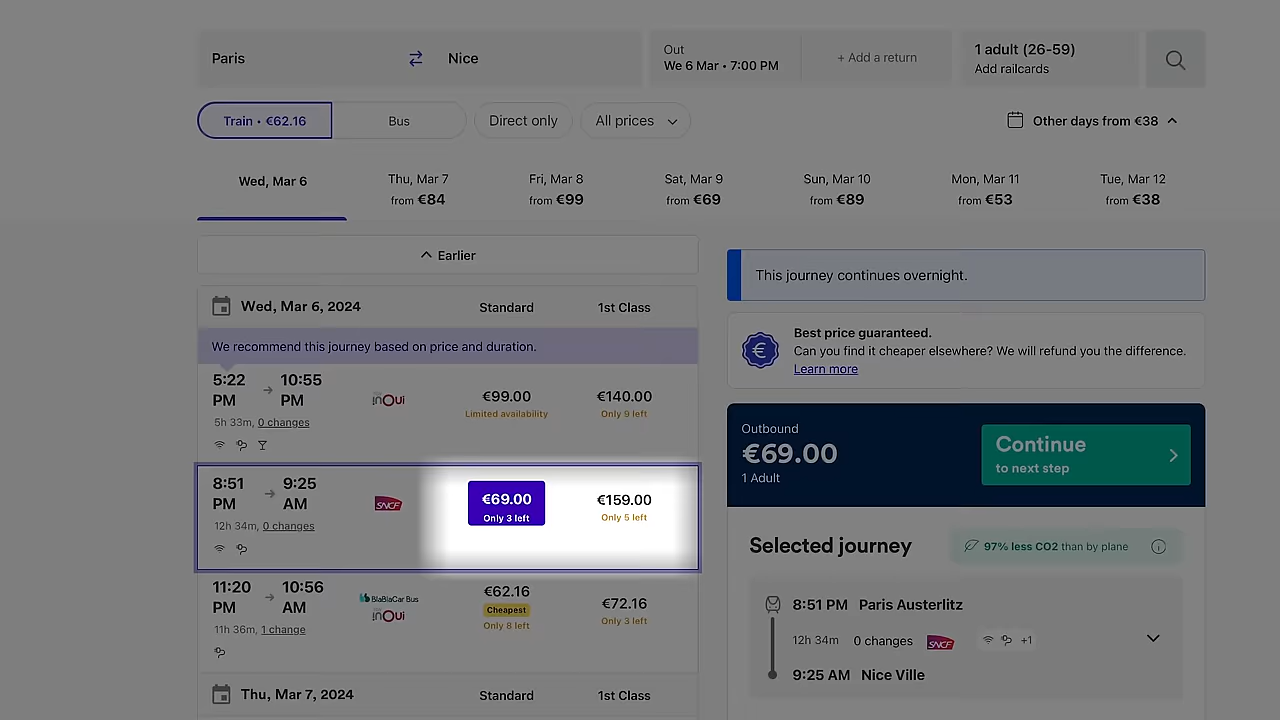 Paris
Nice
Out
We 6 Mar • 7:00 PM
+ Add a return
1 adult (26-59)
Add railcards
Train • €62.16
Bus
Direct only
All prices
Other days from €38
Wed, Mar 6
Thu, Mar 7
from €84
Fri, Mar 8
from €99
Sat, Mar 9
from €69
Sun, Mar 10
from €89
Mon, Mar 11
from €53
Tue, Mar 12
from €38
Earlier
Wed, Mar 6, 2024
Standard
1st Class
We recommend this journey based on price and duration.
5:22 PM
10:55 PM
inOui
€99.00
Limited availability
€140.00
Only 9 left
5h 33m, 0 changes
8:51 PM
9:25 AM
SNCF
€69.00
Only 3 left
€159.00
Only 5 left
12h 34m, 0 changes
11:20 PM
10:56 AM
BlaBlaCar Bus
inOui
€62.16
Cheapest
Only 8 left
€72.16
Only 3 left
11h 36m, 1 change
Thu, Mar 7, 2024
Standard
1st Class
This journey continues overnight.
Best price guaranteed.
Can you find it cheaper elsewhere? We will refund you the difference.
Learn more
Outbound
€69.00
1 Adult
Continue
to next step
Selected journey
97% less CO2 than by plane
8:51 PM Paris Austerlitz
12h 34m 0 changes SNCF +1
9:25 AM Nice Ville